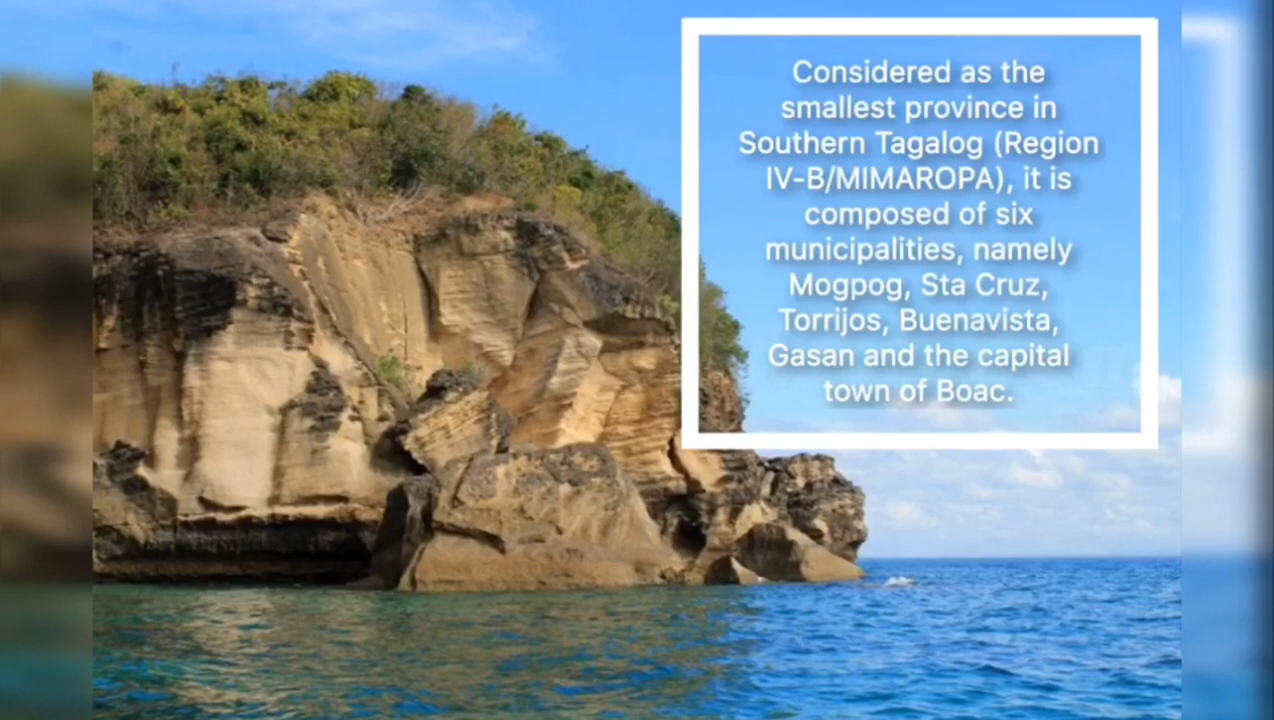 Considered as the
smallest province in
Southern Tagalog (Region
IV-B/MIMAROPA), it is
composed of six
municipalities, namely
Mogpog, Sta Cruz,
Torrijos, Buenavista,
Gasan and the capital
town of Boac.